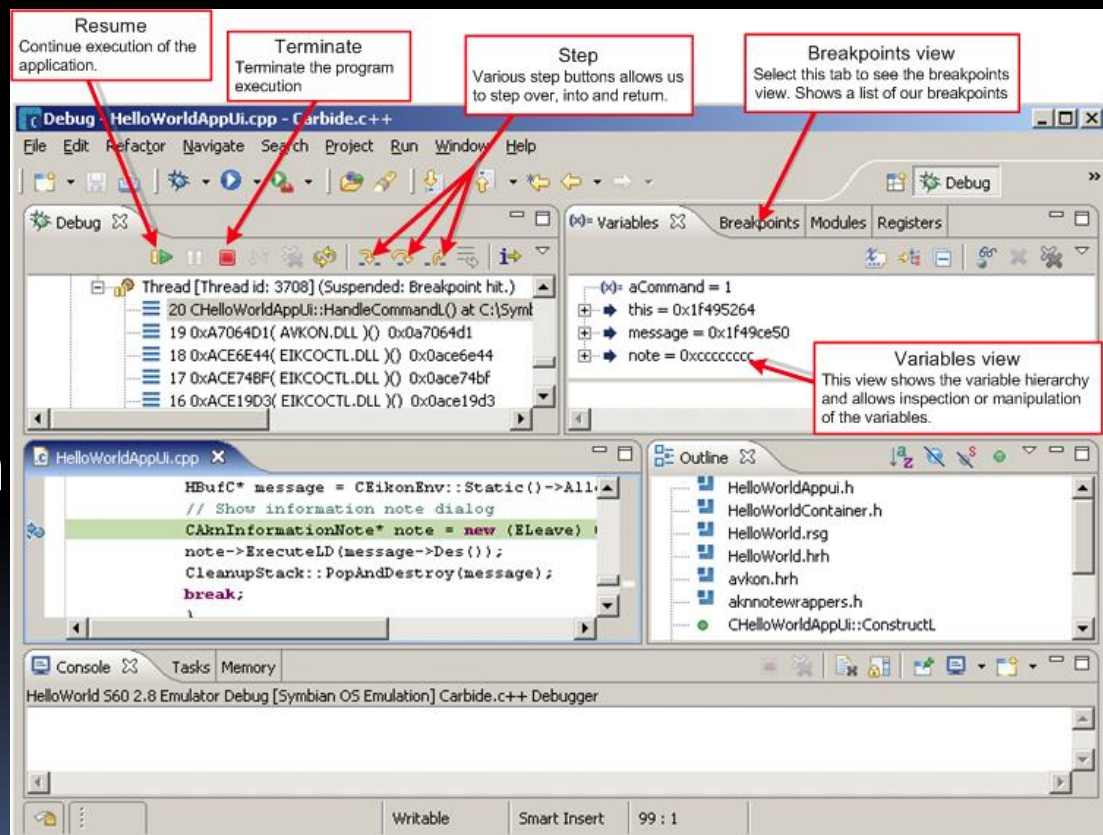 Resume
Continue execution of the
application.
Terminate
Terminate the program
execution
Step
Various step buttons allows us
to step over, into and return.
Breakpoints view
Select this tab to see the breakpoints
view. Shows a list of our breakpoints
Debug - HelloWorldAppUi.cpp - Carbide.c++
File Edit Refactor Navigate Search Project Run Window Help
Debug
Debug
Thread [Thread id: 3708] (Suspended: Breakpoint hit.)
20 CHelloWorldAppUi::HandleCommandL() at C:\Symb
19 0xA7064D1( AVKON.DLL )() 0x0a7064d1
18 0xACE6E44( EIKCOCTL.DLL )() 0x0ace6e44
17 0xACE74BF( EIKCOCTL.DLL )() 0x0ace74bf
16 0xACE19D3( EIKCOCTL.DLL )() 0x0ace19d3
(x)= Variables Breakpoints Modules Registers
(x)= aCommand = 1
this = 0x1f495264
message = 0x1f49ce50
note = 0xcccccccc
Variables view
This view shows the variable hierarchy
and allows inspection or manipulation
of the variables.
HelloWorldAppUi.cpp
HBufC* message = CEikonEnv::Static()->All
// Show information note dialog
CAknInformationNote* note = new (ELeave)
note->ExecuteLD(message->Des());
CleanupStack::PopAndDestroy(message);
break;
}
Outline
HelloWorldAppui.h
HelloWorldContainer.h
HelloWorld.rsg
HelloWorld.hrh
avkon.hrh
aknnotewrappers.h
CHelloWorldAppUi::ConstructL
Console Tasks Memory
HelloWorld S60 2.8 Emulator Debug [Symbian OS Emulation] Carbide.c++ Debugger
Writable Smart Insert 99 : 1